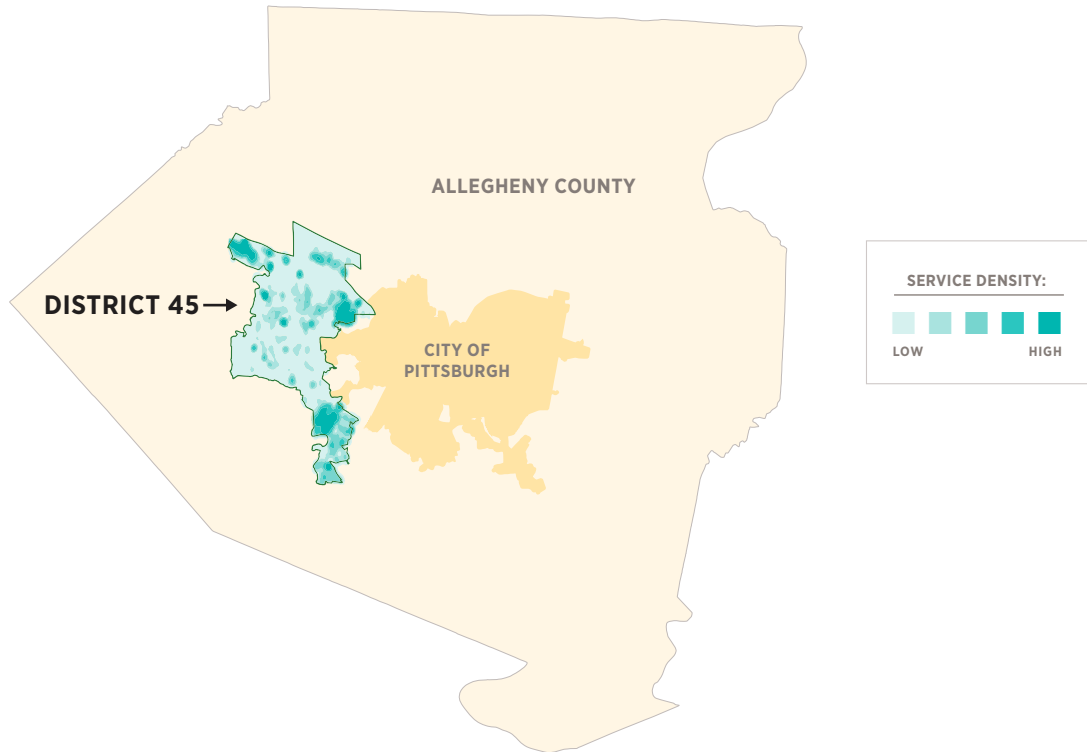 ALLEGHENY COUNTY
DISTRICT 45
CITY OF
PITTSBURGH
SERVICE DENSITY:
LOW HIGH